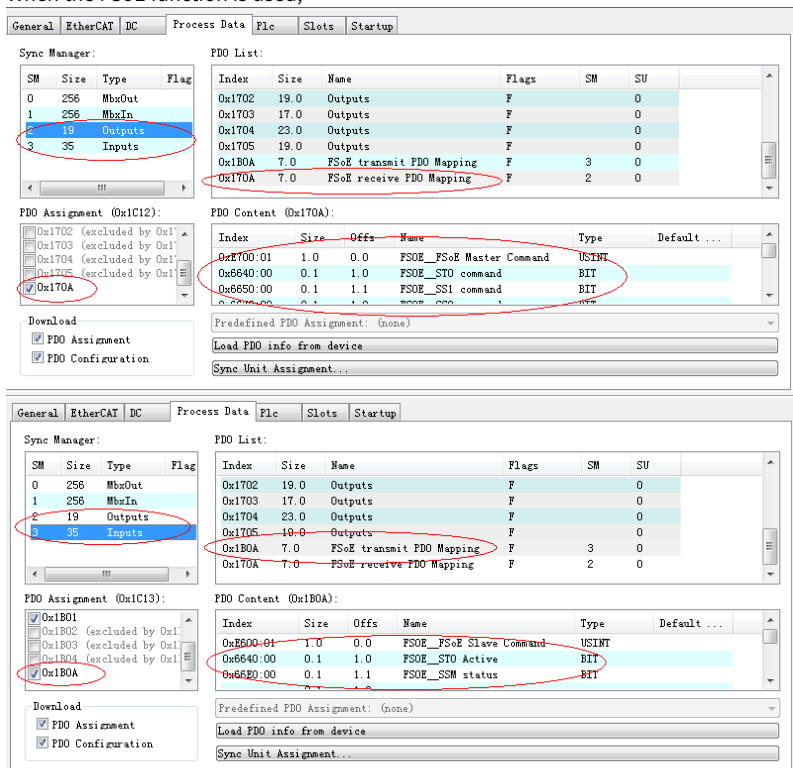 When the FSoE function is used,
General EtherCAT DC Process Data Plc Slots Startup
Sync Manager: PDO List:
SM Size Type Flag Index Size Name Flags SM SU
0 256 MbxOut 0x1702 19.0 Outputs F 0
1 256 MbxIn 0x1703 17.0 Outputs F 0
2 19 Outputs 0x1704 23.0 Outputs F 0
3 35 Inputs 0x1705 19.0 Outputs F 0
0x1B0A 7.0 FSoE transmit PDO Mapping F 3 0
0x170A 7.0 FSoE receive PDO Mapping F 2 0
PDO Assignment (0x1C12): PDO Content (0x170A):
0x1702 (excluded by 0x1 Index Size Offs Name Type Default ...
0x1703 (excluded by 0x1 0xE700:01 1.0 0.0 FSOE__FSoE Master Command USINT
0x1704 (excluded by 0x1 0x6640:00 0.1 1.0 FSOE__STO command BIT
0x1705 (excluded by 0x1 0x6650:00 0.1 1.1 FSOE__SS1 command BIT
0x170A
Download Predefined PDO Assignment: (none)
PDO Assignment Load PDO info from device
PDO Configuration Sync Unit Assignment...
General EtherCAT DC Process Data Plc Slots Startup
Sync Manager: PDO List:
SM Size Type Flag Index Size Name Flags SM SU
0 256 MbxOut 0x1702 19.0 Outputs F 0
1 256 MbxIn 0x1703 17.0 Outputs F 0
2 19 Outputs 0x1704 23.0 Outputs F 0
3 35 Inputs 0x1705 19.0 Outputs F 0
0x1B0A 7.0 FSoE transmit PDO Mapping F 3 0
0x170A 7.0 FSoE receive PDO Mapping F 2 0
PDO Assignment (0x1C13): PDO Content (0x1B0A):
0x1B01 Index Size Offs Name Type Default ...
0x1B02 (excluded by 0x1 0xE600:01 1.0 0.0 FSOE__FSoE Slave Command USINT
0x1B03 (excluded by 0x1 0x6640:00 0.1 1.0 FSOE__STO Active BIT
0x1B04 (excluded by 0x1 0x66E0:00 0.1 1.1 FSOE__SSM status BIT
0x1B0A
Download Predefined PDO Assignment: (none)
PDO Assignment Load PDO info from device
PDO Configuration Sync Unit Assignment...